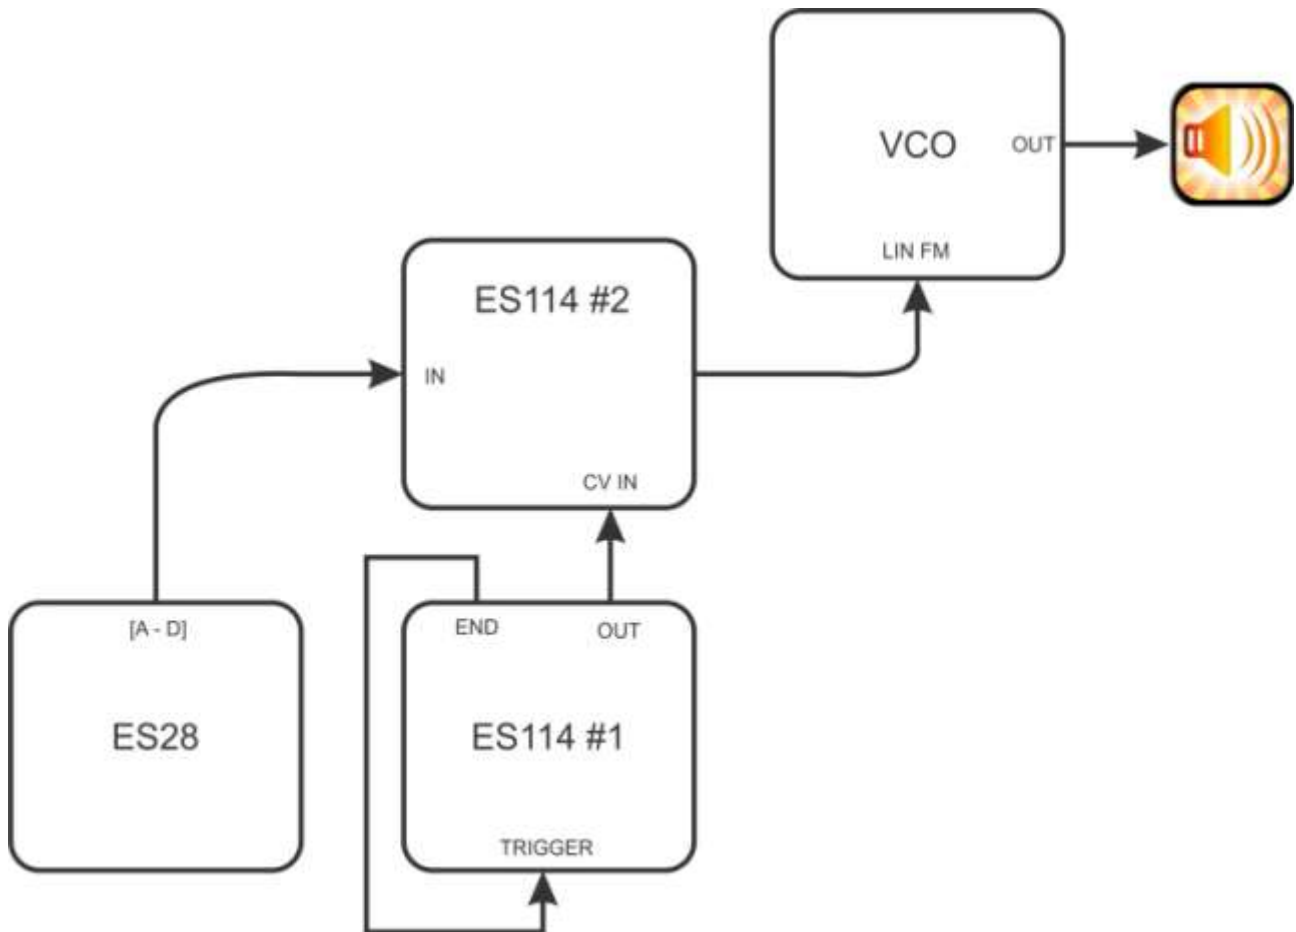 VCO
OUT
LIN FM
ES114 #2
IN
CV IN
[A - D]
ES28
END
OUT
ES114 #1
TRIGGER